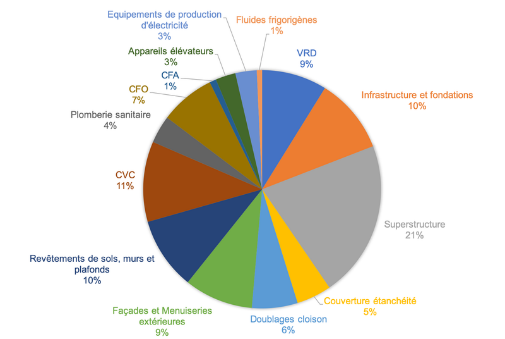 Equipements de production
d'électricité
3%
Fluides frigorigènes
1%
VRD
9%
Infrastructure et fondations
10%
Superstructure
21%
Couverture étanchéité
5%
Doublages cloison
6%
Façades et Menuiseries
extérieures
9%
Revêtements de sols, murs et
plafonds
10%
CVC
11%
Plomberie sanitaire
4%
CFO
7%
CFA
1%
Appareils élévateurs
3%